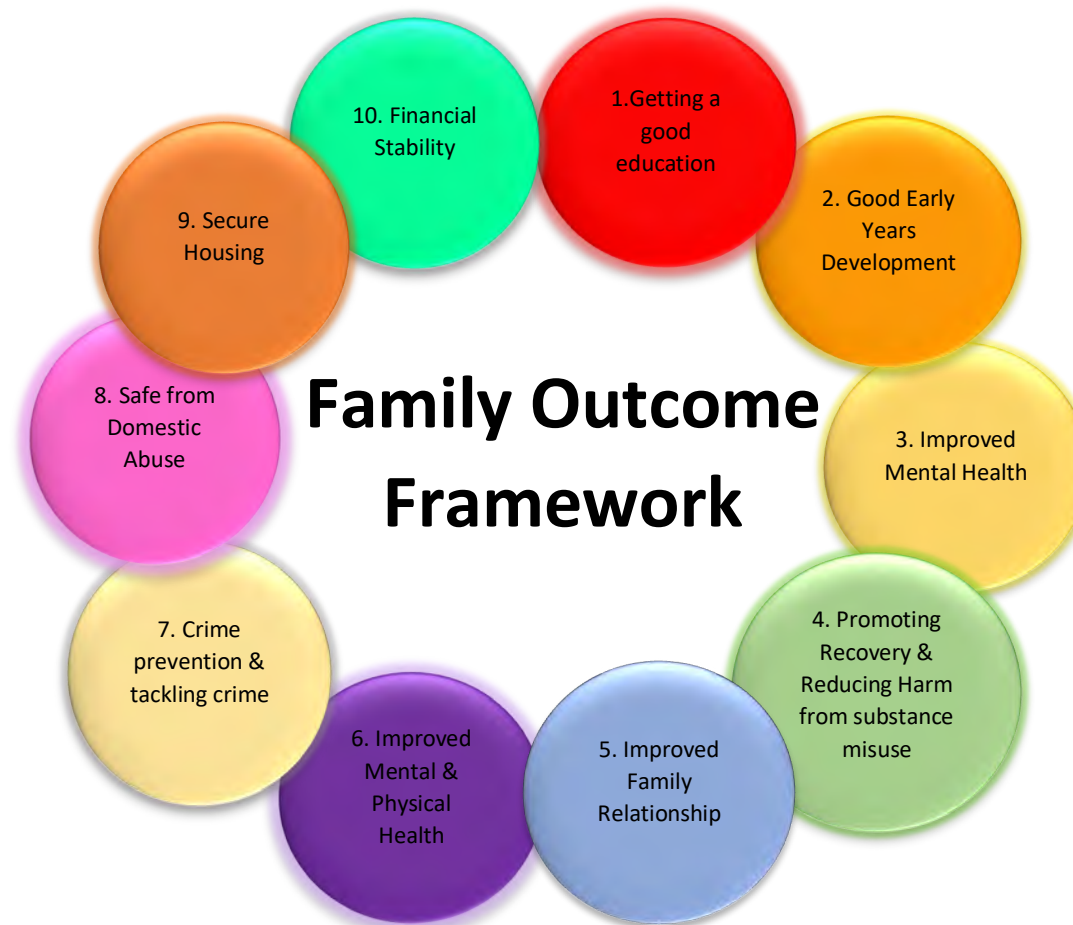 Family Outcome
Framework
1.Getting a
good
education
2. Good Early
Years
Development
3. Improved
Mental Health
4. Promoting
Recovery &
Reducing Harm
from substance
misuse
5. Improved
Family
Relationship
6. Improved
Mental &
Physical
Health
7. Crime
prevention &
tackling crime
8. Safe from
Domestic
Abuse
9. Secure
Housing
10. Financial
Stability